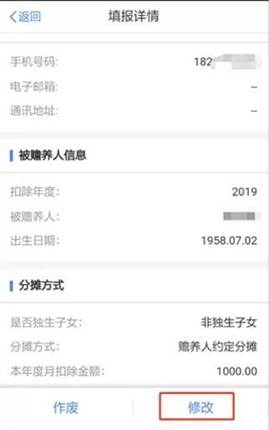 返回 填报详情
手机号码: 182
电子邮箱: --
通讯地址: --
被赡养人信息
扣除年度: 2019
被赡养人:
出生日期: 1958.07.02
分摊方式
是否独生子女: 非独生子女
分摊方式: 赡养人约定分摊
本年度月扣除金额: 1000.00
作废 修改